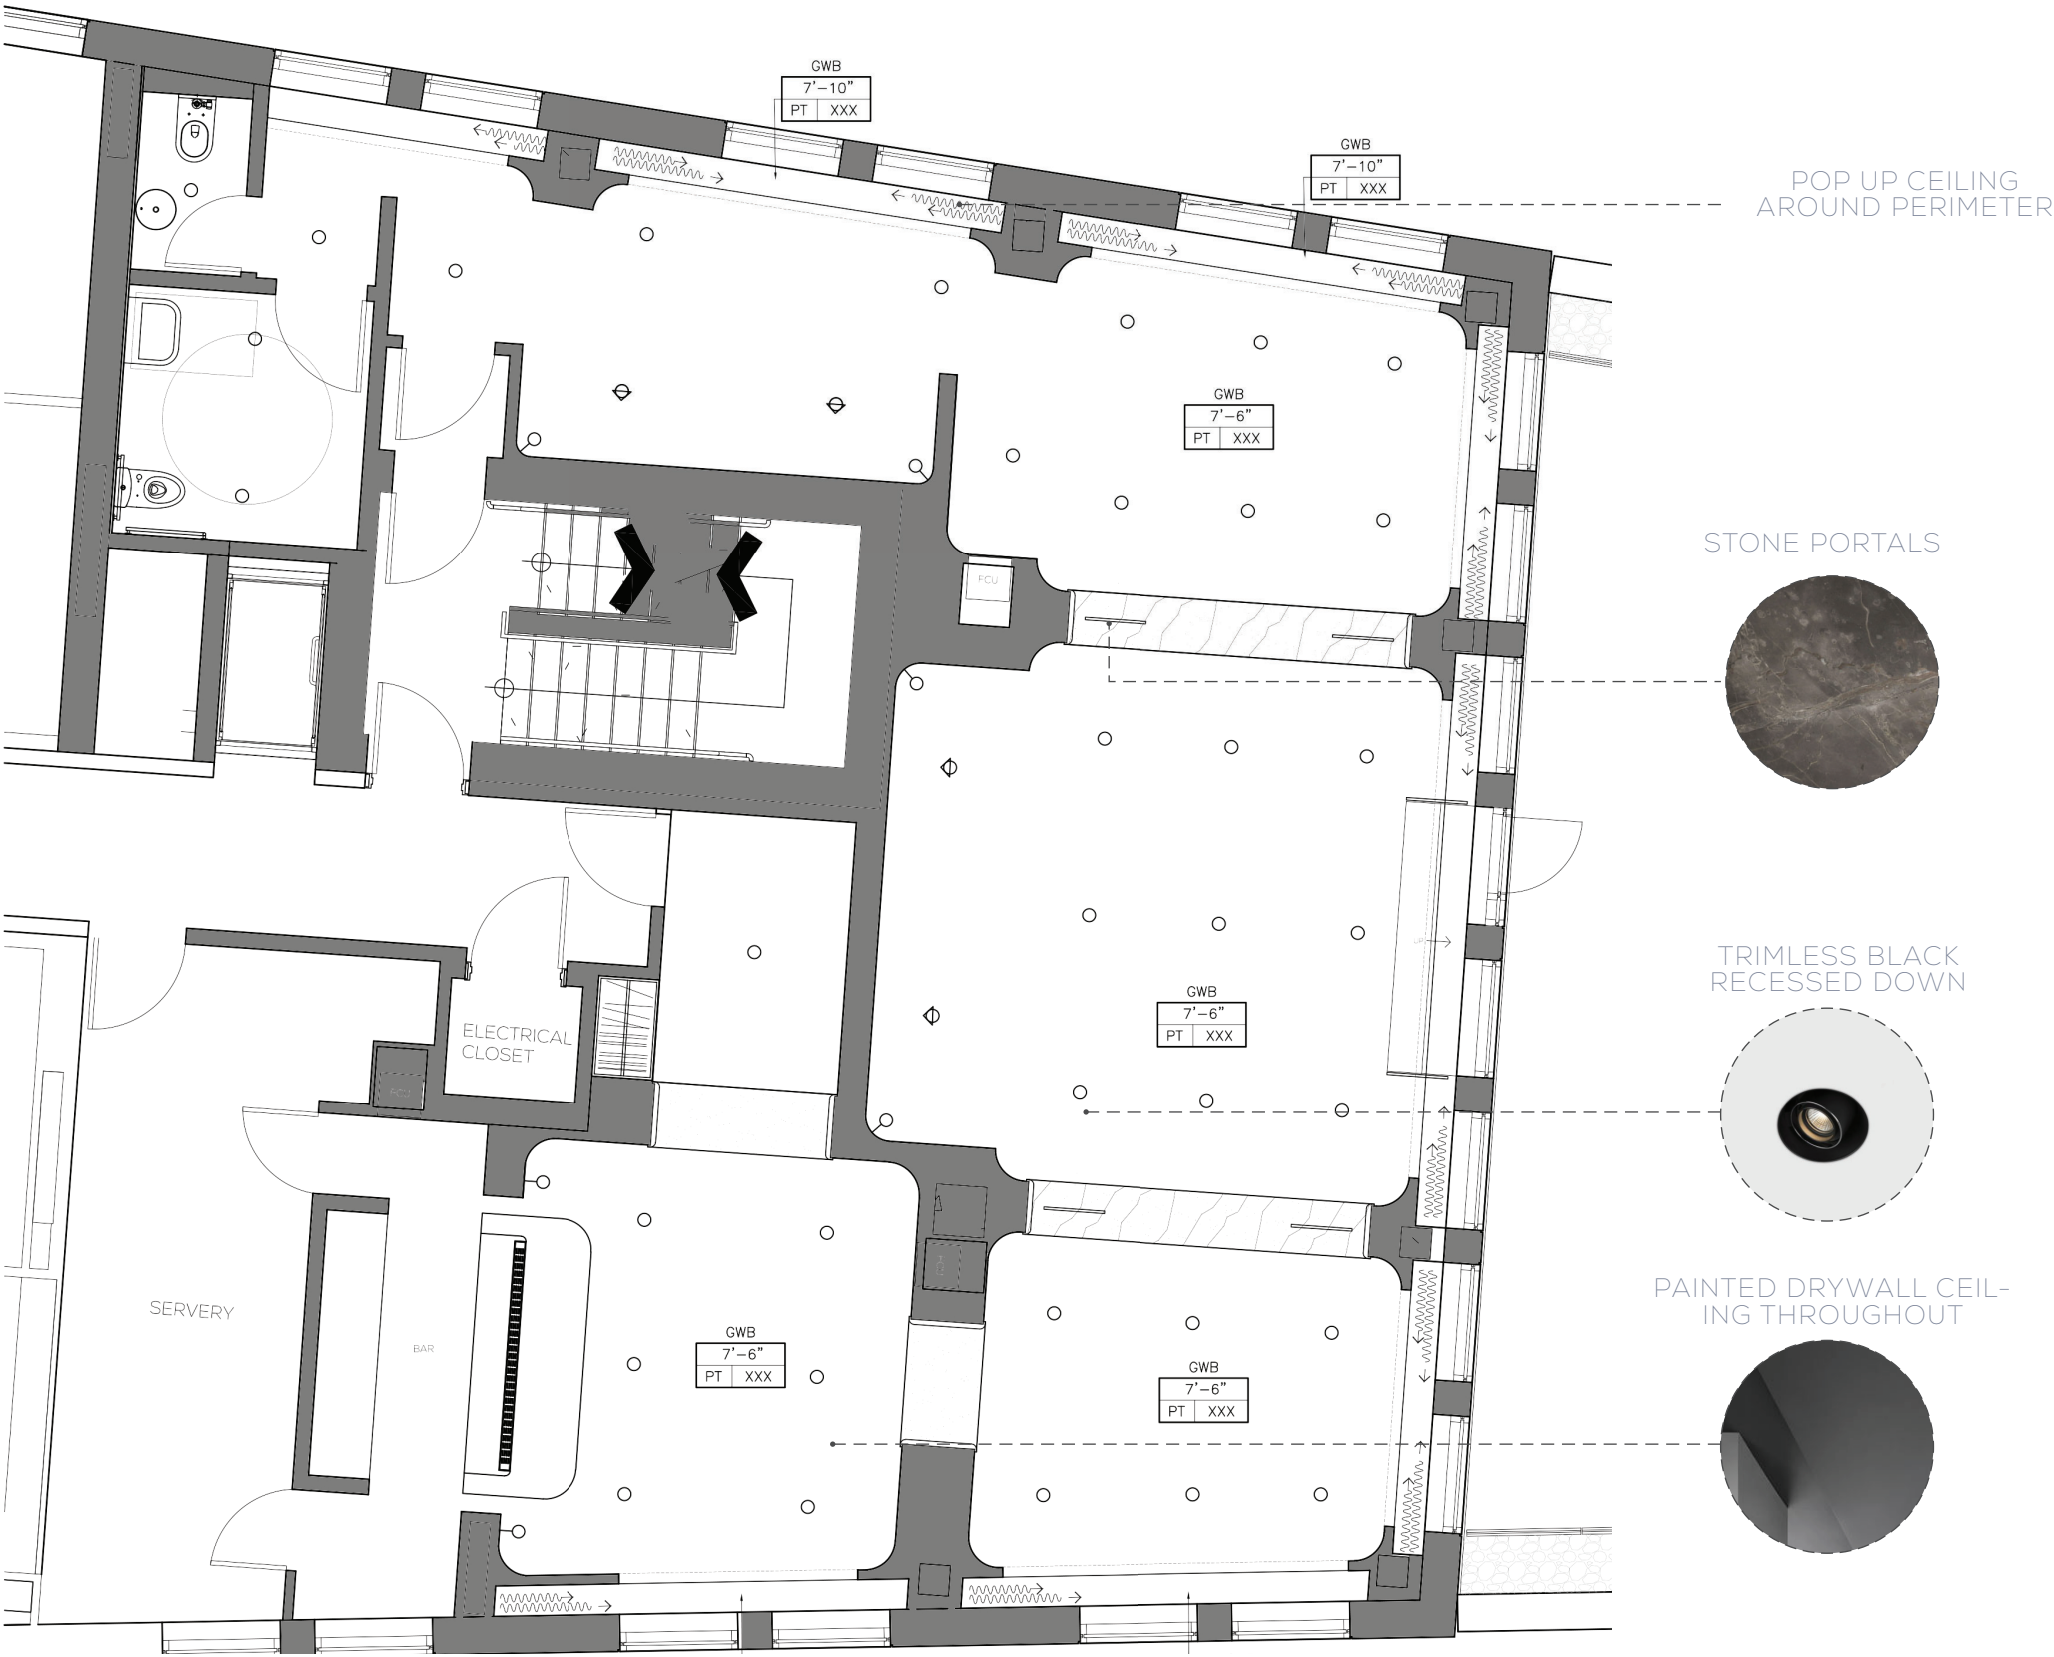 GWB
7'-10"
PT XXX
GWB
7'-10"
PT XXX
POP UP CEILING
AROUND PERIMETER
GWB
7'-6"
PT XXX
STONE PORTALS
FCU
TRIMLESS BLACK
RECESSED DOWN
GWB
7'-6"
PT XXX
ELECTRICAL
CLOSET
PAINTED DRYWALL CEIL-
ING THROUGHOUT
SERVERY
BAR
GWB
7'-6"
PT XXX
GWB
7'-6"
PT XXX